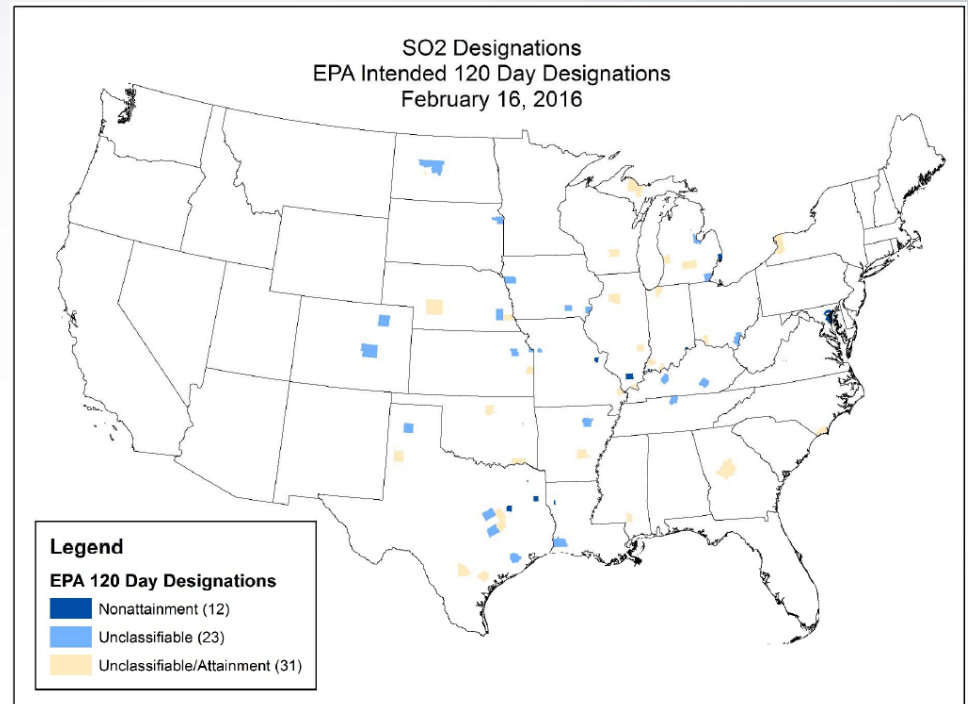 SO2 Designations
EPA Intended 120 Day Designations
February 16, 2016
Legend
EPA 120 Day Designations
Nonattainment (12)
Unclassifiable (23)
Unclassifiable/Attainment (31)